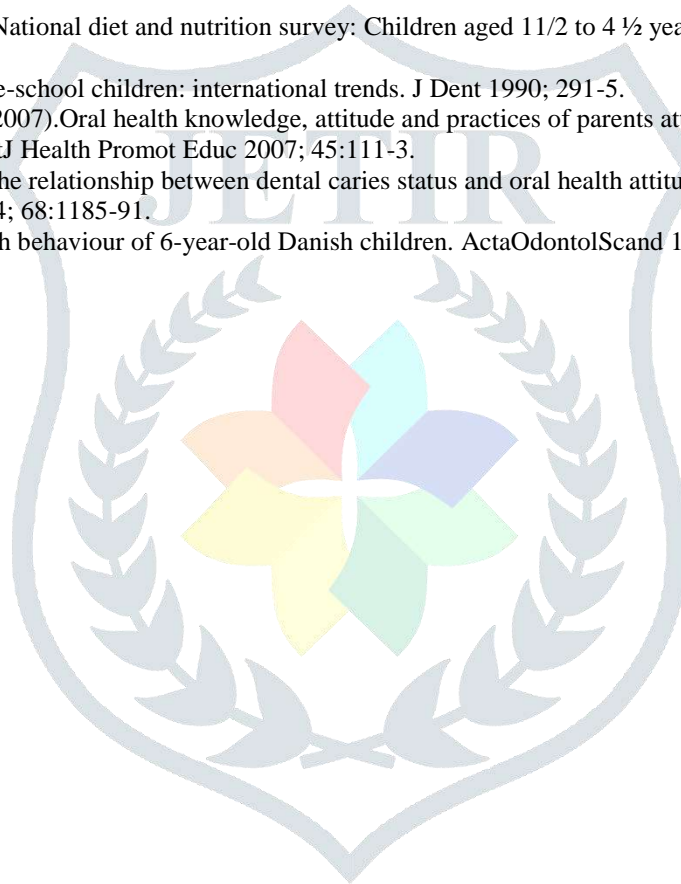 National diet and nutrition survey: Children aged 11/2 to 4 ½ yea
e-school children: international trends. J Dent 1990; 291-5.
2007).Oral health knowledge, attitude and practices of parents at
tJ Health Promot Educ 2007; 45:111-3.
he relationship between dental caries status and oral health attitu
4; 68:1185-91.
h behaviour of 6-year-old Danish children. ActaOdontolScand 1
JETIR